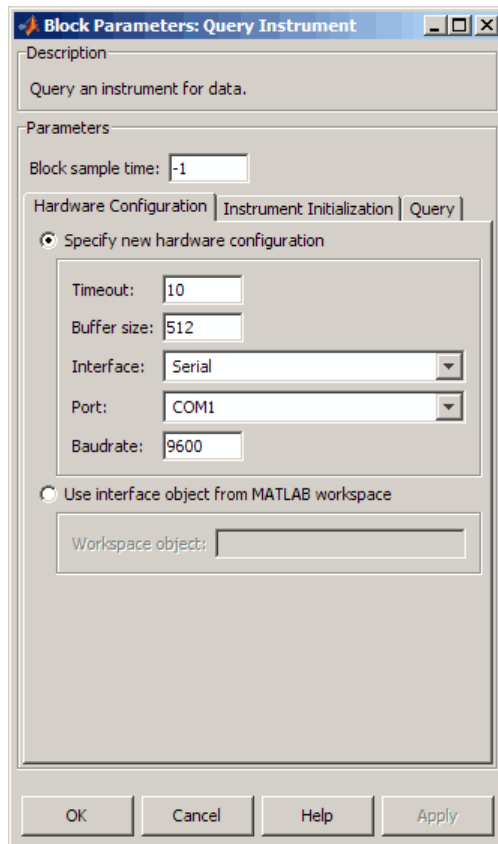 Block Parameters: Query Instrument
Description
Query an instrument for data.
Parameters
Block sample time: -1
Hardware Configuration Instrument Initialization Query
Specify new hardware configuration
Timeout: 10
Buffer size: 512
Interface: Serial
Port: COM1
Baudrate: 9600
Use interface object from MATLAB workspace
Workspace object:
OK Cancel Help Apply